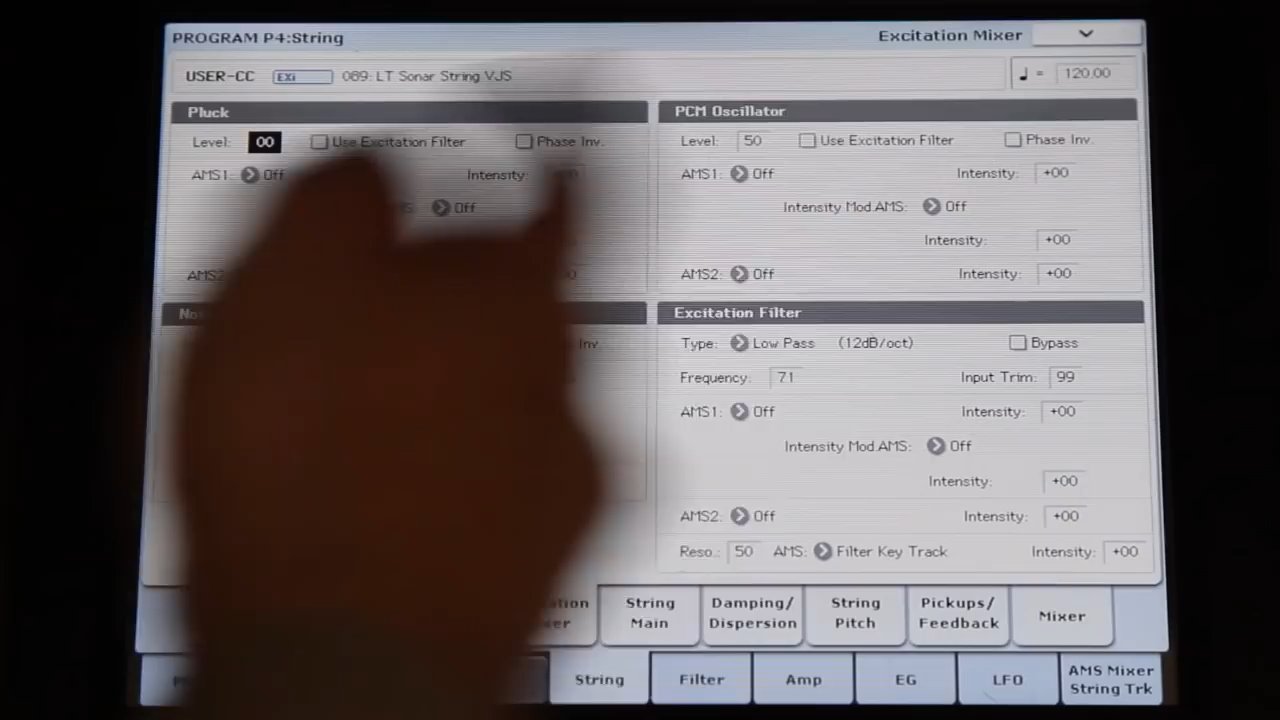 PROGRAM P4:String
Excitation Mixer
USER-CC EXi 069: LT Sonar String VJS
♩ = 120.00
Pluck
Level: 00 Use Excitation Filter Phase Inv.
AMS1: Off Intensity:
Off
AMS2
PCM Oscillator
Level: 50 Use Excitation Filter Phase Inv.
AMS1: Off Intensity: +00
Intensity Mod.AMS: Off
Intensity: +00
AMS2: Off Intensity: +00
Inv.
Excitation Filter
Type: Low Pass (12dB/oct) Bypass
Frequency: 71 Input Trim: 99
AMS1: Off Intensity: +00
Intensity Mod.AMS: Off
Intensity: +00
AMS2: Off Intensity: +00
Reso.: 50 AMS: Filter Key Track Intensity: +00
String Main
Damping/ Dispersion
String Pitch
Pickups/ Feedback
Mixer
String
Filter
Amp
EG
LFO
AMS Mixer String Trk